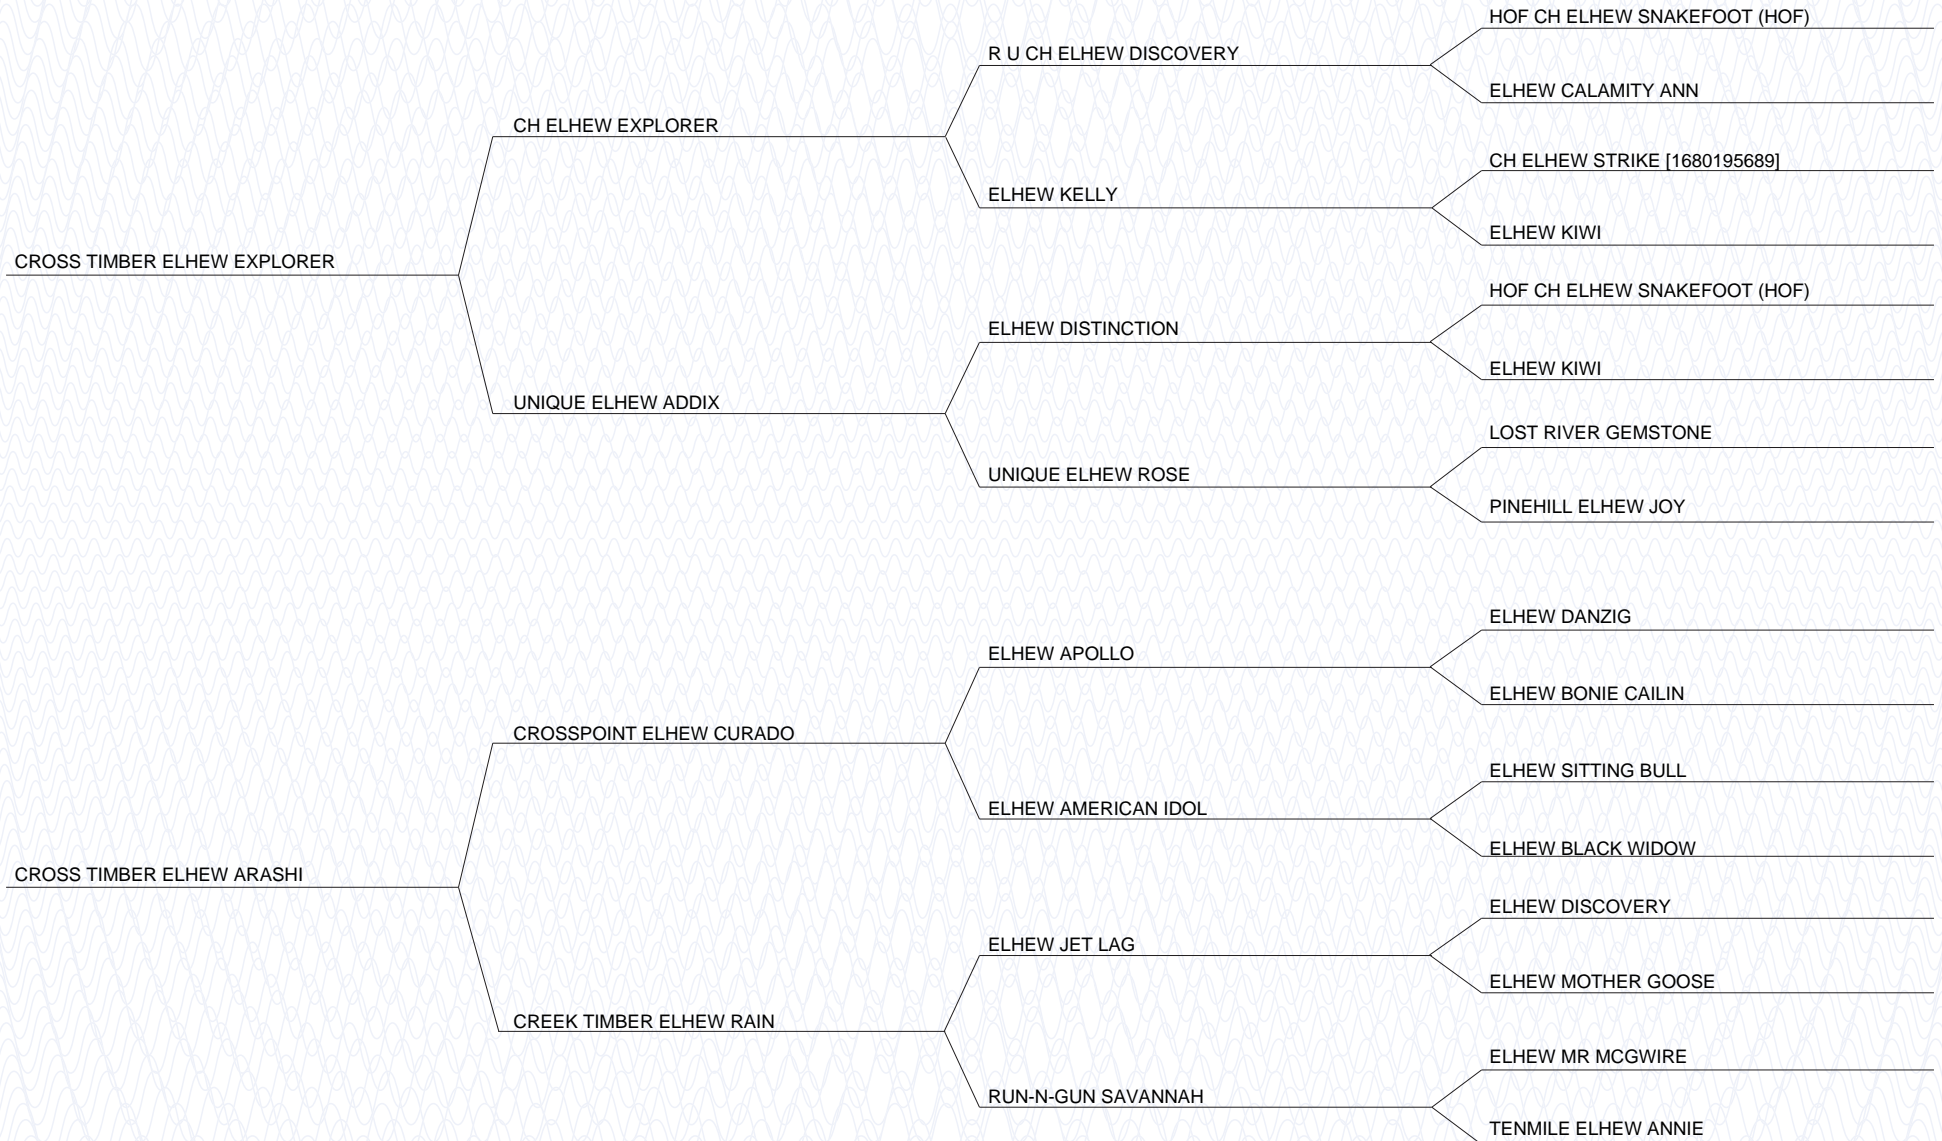 HOF CH ELHEW SNAKEFOOT (HOF)
R U CH ELHEW DISCOVERY
ELHEW CALAMITY ANN
CH ELHEW EXPLORER
CH ELHEW STRIKE [1680195689]
ELHEW KELLY
ELHEW KIWI
CROSS TIMBER ELHEW EXPLORER
HOF CH ELHEW SNAKEFOOT (HOF)
ELHEW DISTINCTION
ELHEW KIWI
UNIQUE ELHEW ADDIX
LOST RIVER GEMSTONE
UNIQUE ELHEW ROSE
PINEHILL ELHEW JOY
ELHEW DANZIG
ELHEW APOLLO
ELHEW BONIE CAILIN
CROSSPOINT ELHEW CURADO
ELHEW SITTING BULL
ELHEW AMERICAN IDOL
ELHEW BLACK WIDOW
CROSS TIMBER ELHEW ARASHI
ELHEW DISCOVERY
ELHEW JET LAG
ELHEW MOTHER GOOSE
CREEK TIMBER ELHEW RAIN
ELHEW MR MCGWIRE
RUN-N-GUN SAVANNAH
TENMILE ELHEW ANNIE